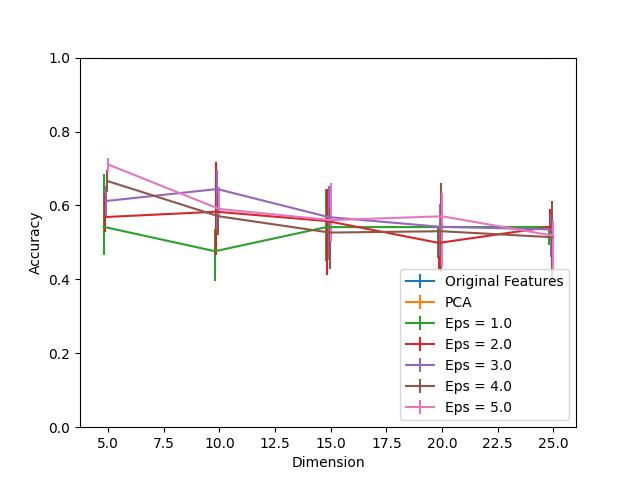 1.0
0.8
0.6
0.4
0.2
0.0
Accuracy
Original Features
PCA
Eps = 1.0
Eps = 2.0
Eps = 3.0
Eps = 4.0
Eps = 5.0
5.0 7.5 10.0 12.5 15.0 17.5 20.0 22.5 25.0
Dimension